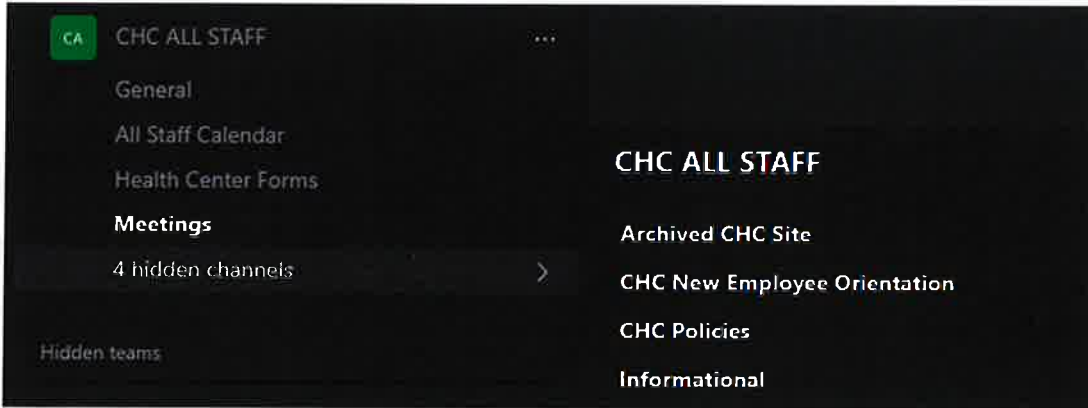 CA CHC ALL STAFF ...
General
All Staff Calendar
Health Center Forms
Meetings
4 hidden channels >
Hidden teams
CHC ALL STAFF
Archived CHC Site
CHC New Employee Orientation
CHC Policies
Informational